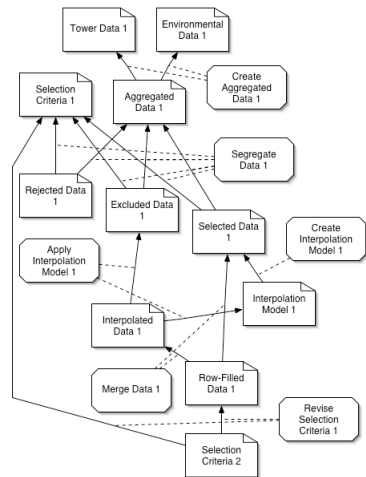 Tower Data 1
Environmental
Data 1
Selection
Criteria 1
Aggregated
Data 1
Create
Aggregated
Data 1
Segregate
Data 1
Rejected Data
1
Excluded Data
1
Selected Data
1
Create
Interpolation
Model 1
Apply
Interpolation
Model 1
Interpolated
Data 1
Interpolation
Model 1
Merge Data 1
Row-Filled
Data 1
Revise
Selection
Criteria 1
Selection
Criteria 2